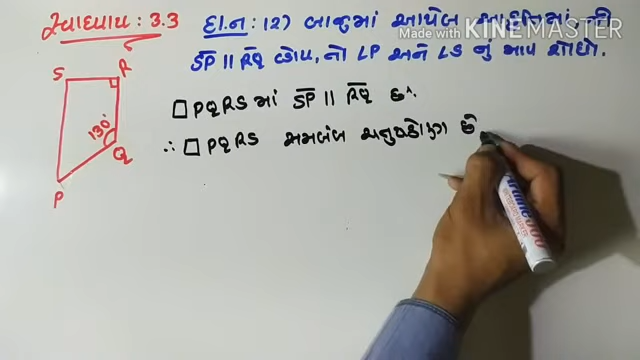 Made with KINEMASTER
સ્વાધ્યાય : 3.3
દા.ન : 12) બાજુમાં આપેલ આકૃતિમાં જો
SP || RQ હોય, તો ∠P અને ∠S નું માપ શોધો.
S R
□PQRS માં SP || RQ છે.
130°
∴ □PQRS સમલંબ ચતુષ્કોણ છે
Q
P